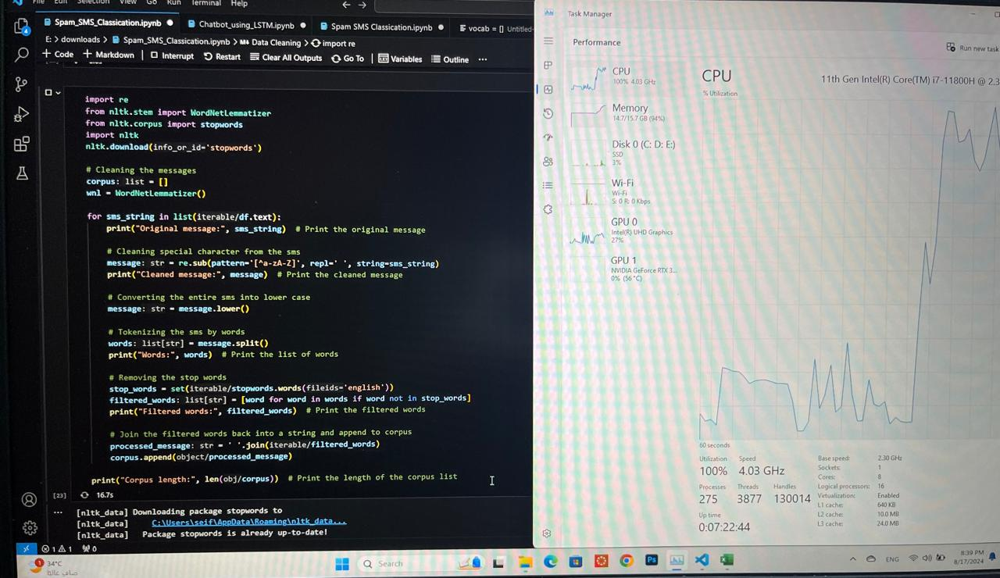 File Edit Selection View Go Run Terminal Help
Spam_SMS_Classication.ipynb
Chatbot_using_LSTM.ipynb
Spam SMS Classication.ipynb
vocab = [] Untitled-
E: > downloads > Spam_SMS_Classication.ipynb > Data Cleaning > import re
+ Code + Markdown | Interrupt Restart Clear All Outputs Go To | Variables Outline ...
import re
from nltk.stem import WordNetLemmatizer
from nltk.corpus import stopwords
import nltk
nltk.download(info_or_id='stopwords')
# Cleaning the messages
corpus: list = []
wnl = WordNetLemmatizer()
for sms_string in list(iterable/df.text):
print("Original message:", sms_string)  # Print the original message
# Cleaning special character from the sms
message: str = re.sub(pattern='[^a-zA-Z]', repl=' ', string=sms_string)
print("Cleaned message:", message)  # Print the cleaned message
# Converting the entire sms into lower case
message: str = message.lower()
# Tokenizing the sms by words
words: list[str] = message.split()
print("Words:", words)  # Print the list of words
# Removing the stop words
stop_words = set(iterable/stopwords.words(fileids='english'))
filtered_words: list[str] = [word for word in words if word not in stop_words]
print("Filtered words:", filtered_words)  # Print the filtered words
# Join the filtered words back into a string and append to corpus
processed_message: str = ' '.join(iterable/filtered_words)
corpus.append(object/processed_message)
print("Corpus length:", len(obj/corpus))  # Print the length of the corpus list
[23] 16.7s
... [nltk_data] Downloading package stopwords to
[nltk_data] C:\Users\seif\AppData\Roaming\nltk_data...
[nltk_data] Package stopwords is already up-to-date!
1 1 0
Task Manager
Performance
Run new task
CPU
100% 4.03 GHz
Memory
14.7/15.7 GB (94%)
Disk 0 (C: D: E:)
SSD
3%
Wi-Fi
Wi-Fi
S: 0 R: 0 Kbps
GPU 0
Intel(R) UHD Graphics
27%
GPU 1
NVIDIA GeForce RTX 3...
0% (56 °C)
CPU
11th Gen Intel(R) Core(TM) i7-11800H @ 2.3
% Utilization
60 seconds
Utilization Speed
100% 4.03 GHz
Processes Threads Handles
275 3877 130014
Up time
0:07:22:44
Base speed: 2.30 GHz
Sockets: 1
Cores: 8
Logical processors: 16
Virtualization: Enabled
L1 cache: 640 KB
L2 cache: 10.0 MB
L3 cache: 24.0 MB
1
34°C
صافٍ غالبًا
Search
Ps
ENG
8:39 PM
8/17/2024